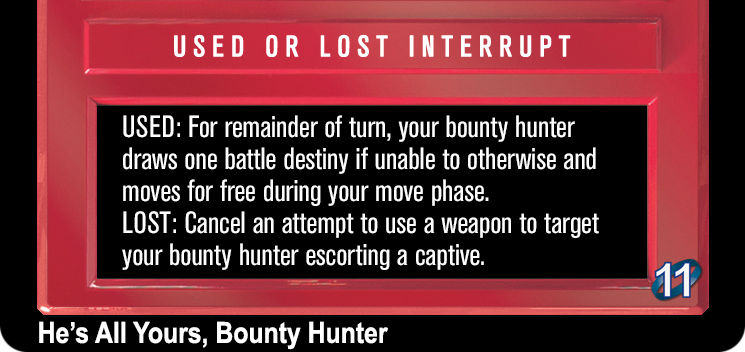 USED OR LOST INTERRUPT
USED: For remainder of turn, your bounty hunter
draws one battle destiny if unable to otherwise and
moves for free during your move phase.
LOST: Cancel an attempt to use a weapon to target
your bounty hunter escorting a captive.
11
He's All Yours, Bounty Hunter